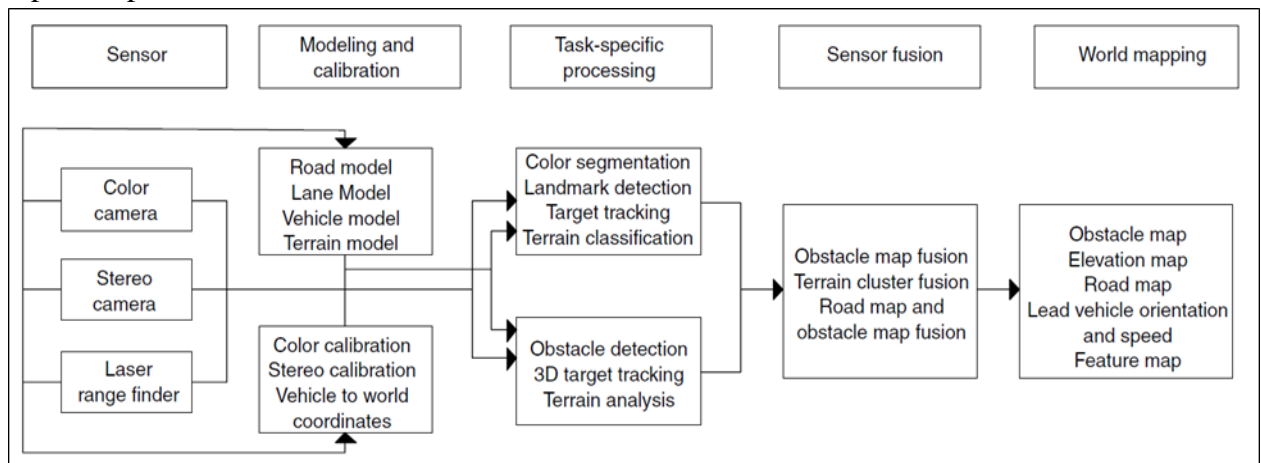 Sensor
Modeling and
calibration
Task-specific
processing
Sensor fusion
World mapping
Color
camera
Stereo
camera
Laser
range finder
Road model
Lane Model
Vehicle model
Terrain model
Color calibration
Stereo calibration
Vehicle to world
coordinates
Color segmentation
Landmark detection
Target tracking
Terrain classification
Obstacle detection
3D target tracking
Terrain analysis
Obstacle map fusion
Terrain cluster fusion
Road map and
obstacle map fusion
Obstacle map
Elevation map
Road map
Lead vehicle orientation
and speed
Feature map